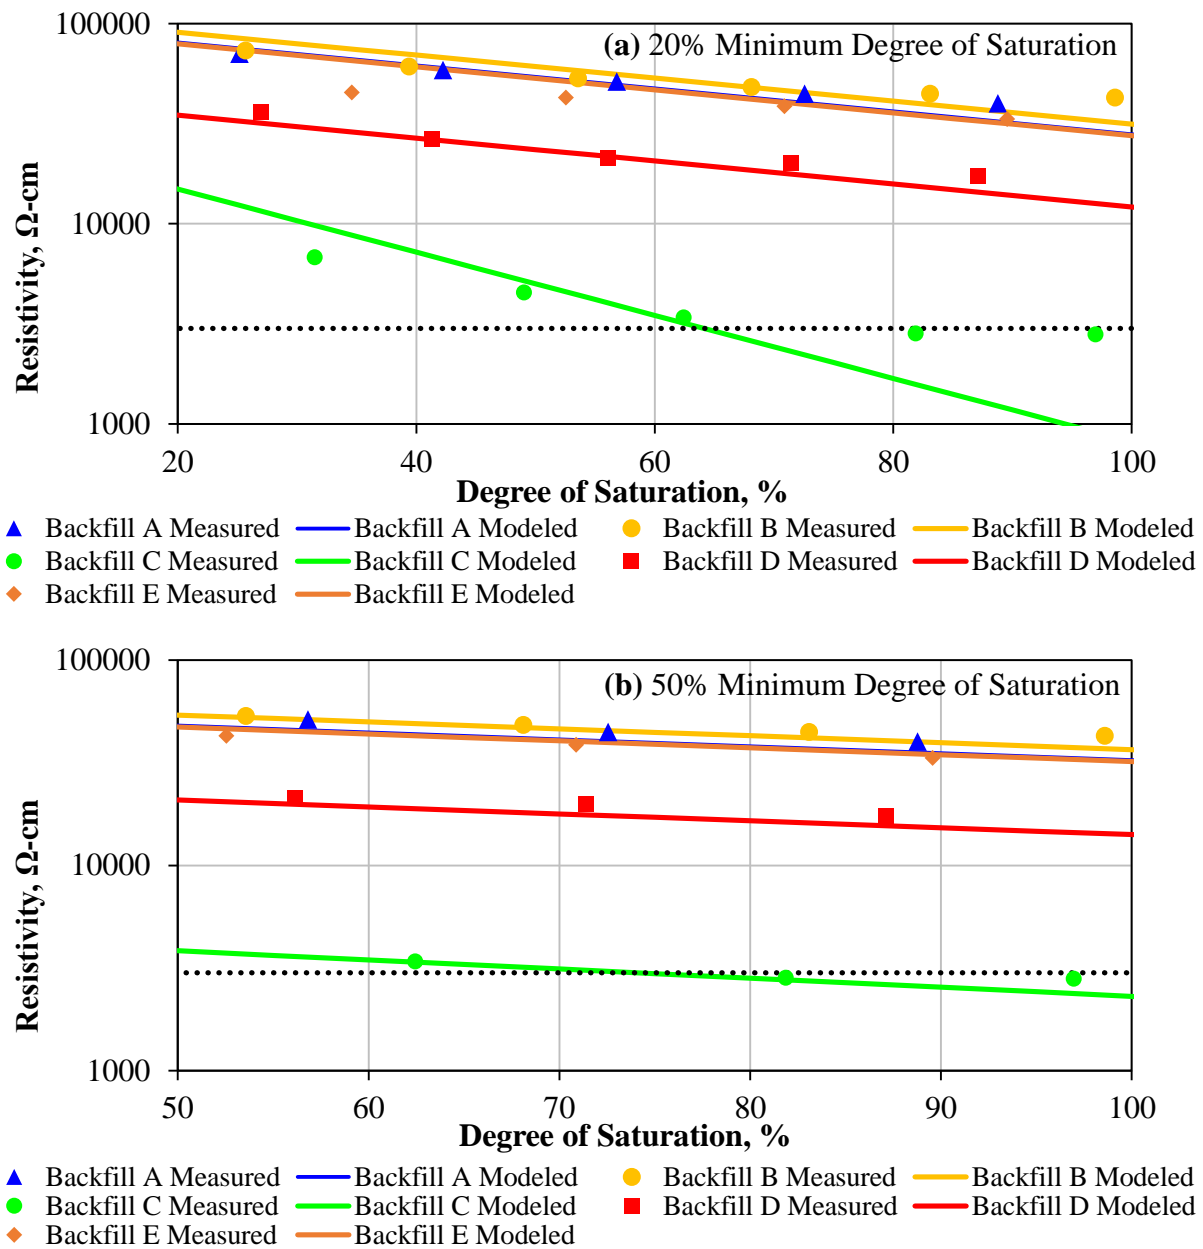 100000
(a) 20% Minimum Degree of Saturation
10000
1000
Resistivity, Ω-cm
20 40 60 80 100
Degree of Saturation, %
Backfill A Measured Backfill A Modeled Backfill B Measured Backfill B Modeled
Backfill C Measured Backfill C Modeled Backfill D Measured Backfill D Modeled
Backfill E Measured Backfill E Modeled
100000
(b) 50% Minimum Degree of Saturation
10000
1000
Resistivity, Ω-cm
50 60 70 80 90 100
Degree of Saturation, %
Backfill A Measured Backfill A Modeled Backfill B Measured Backfill B Modeled
Backfill C Measured Backfill C Modeled Backfill D Measured Backfill D Modeled
Backfill E Measured Backfill E Modeled